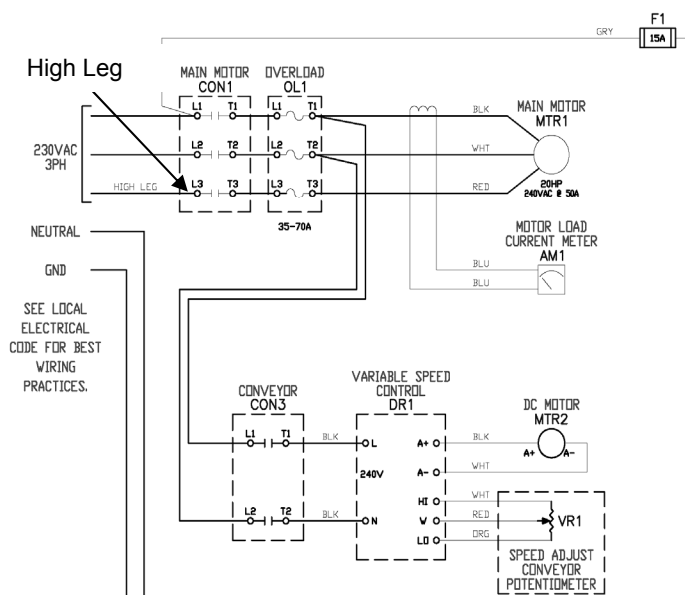 F1
GRY
15A
High Leg
MAIN MOTOR
CON1
OVERLOAD
OL1
L1 T1 L1 T1
BLK
MAIN MOTOR
MTR1
230VAC
3PH
L2 T2 L2 T2
WHT
HIGH LEG
L3 T3 L3 T3
RED
20HP
240VAC @ 50A
35-70A
NEUTRAL
GND
MOTOR LOAD
CURRENT METER
AM1
BLU
BLU
SEE LOCAL
ELECTRICAL
CODE FOR BEST
WIRING
PRACTICES.
CONVEYOR
CON3
VARIABLE SPEED
CONTROL
DR1
DC MOTOR
MTR2
L1 T1
BLK
L
A+
BLK
A+ A-
240V
A-
WHT
HI
WHT
L2 T2
BLK
N
W
RED
VR1
LO
ORG
SPEED ADJUST
CONVEYOR
POTENTIOMETER